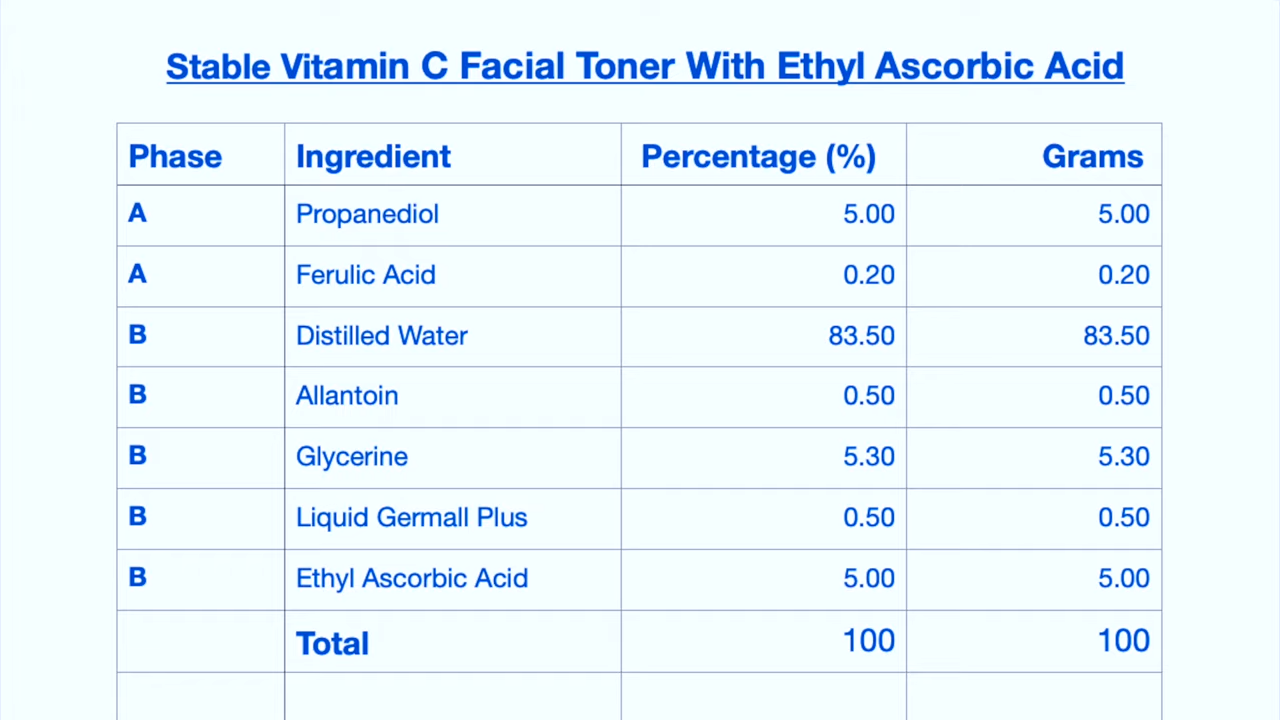 Stable Vitamin C Facial Toner With Ethyl Ascorbic Acid
Phase Ingredient Percentage (%) Grams
A Propanediol 5.00 5.00
A Ferulic Acid 0.20 0.20
B Distilled Water 83.50 83.50
B Allantoin 0.50 0.50
B Glycerine 5.30 5.30
B Liquid Germall Plus 0.50 0.50
B Ethyl Ascorbic Acid 5.00 5.00
Total 100 100